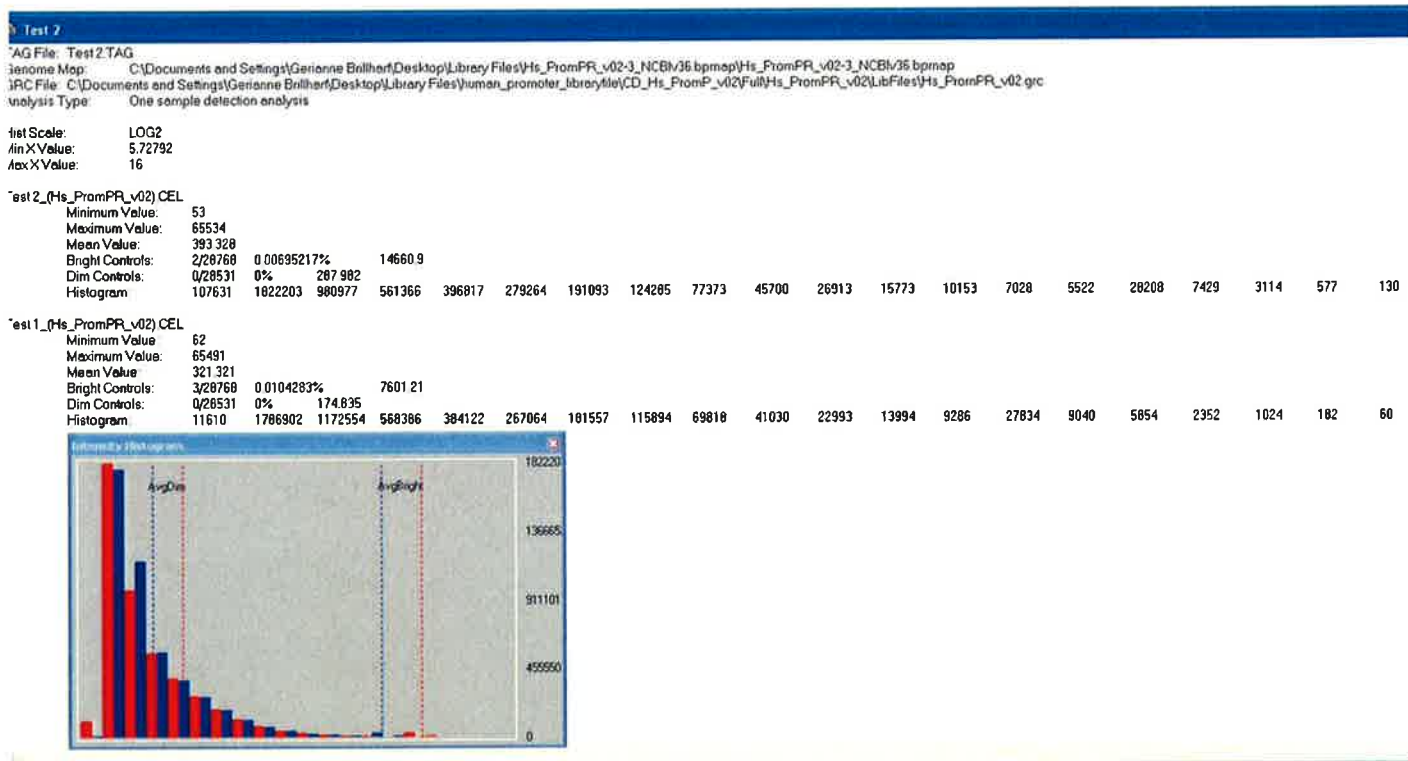 Test 2
TAG File: Test2.TAG
Genome Map: C:\Documents and Settings\Gerianne Brillhart\Desktop\Library Files\Hs_PromPR_v02-3_NCBIv36.bpmap\Hs_PromPR_v02-3_NCBIv36.bpmap
GRC File: C:\Documents and Settings\Gerianne Brillhart\Desktop\Library Files\human_promoter_libraryfile\CD_Hs_PromP_v02\Full\Hs_PromPR_v02\LibFiles\Hs_PromPR_v02.grc
Analysis Type: One sample detection analysis
Hist Scale: LOG2
Min X Value: 5.72792
Max X Value: 16
Test 2_(Hs_PromPR_v02).CEL
Minimum Value: 53
Maximum Value: 65534
Mean Value: 393.328
Bright Controls: 2/28768 0.00695217% 14660.9
Dim Controls: 0/28531 0% 287.982
Histogram 107631 1822203 980977 561366 396817 279264 191093 124285 77373 45700 26913 15773 10153 7028 5522 28208 7429 3114 577 130
Test 1_(Hs_PromPR_v02).CEL
Minimum Value 62
Maximum Value: 65491
Mean Value 321.321
Bright Controls: 3/28768 0.0104283% 7601.21
Dim Controls: 0/28531 0% 174.835
Histogram 11610 1786902 1172554 568386 384122 267064 181557 115894 69818 41030 22993 13994 9286 27834 9040 5854 2352 1024 182 60
Intensity Histogram
182220
AvgDim AvgBright
136665
911101
455550
0